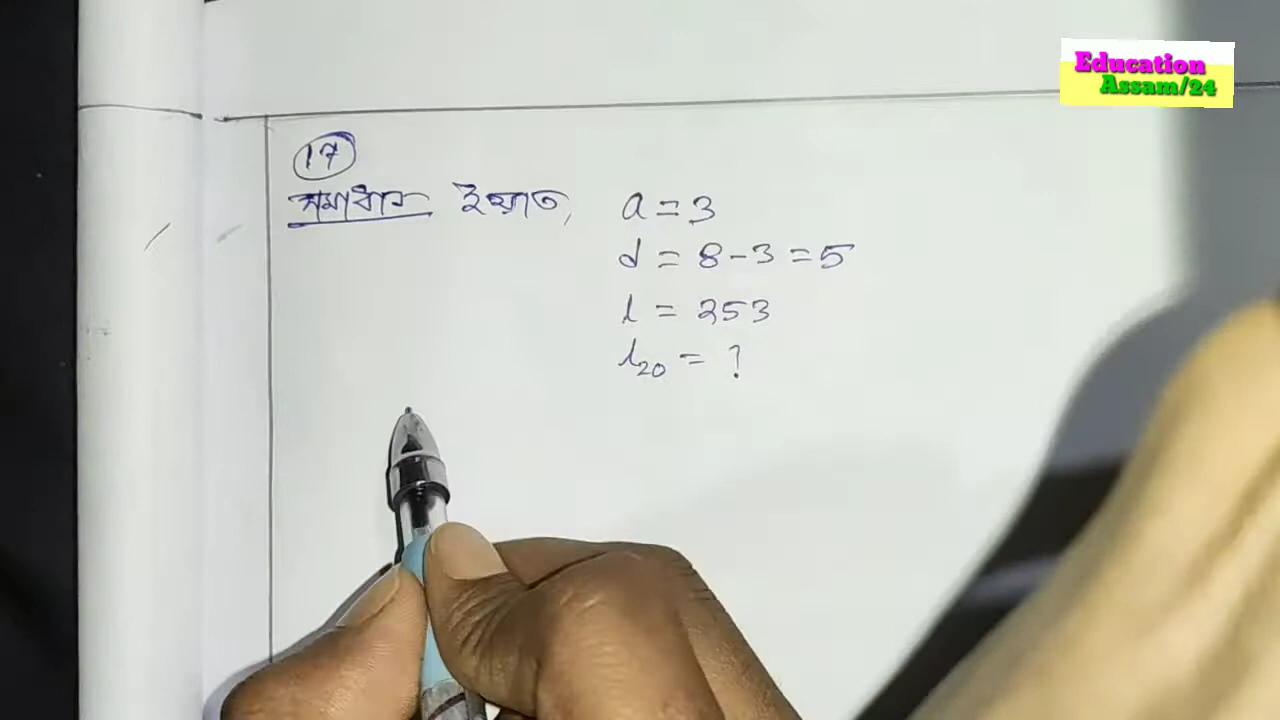 Education
Assam/24
17
সমাধান ইয়াত,
a = 3
d = 8 - 3 = 5
l = 253
l₂₀ = ?